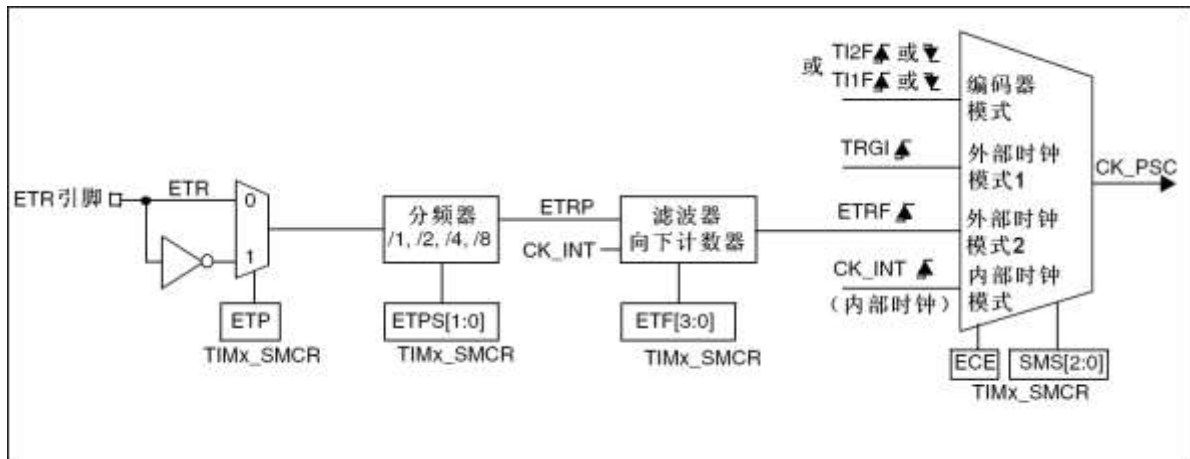 ETR引脚
ETR
0
1
ETP
TIMx_SMCR
分频器
/1, /2, /4, /8
ETPS[1:0]
TIMx_SMCR
ETRP
CK_INT
滤波器
向下计数器
ETF[3:0]
TIMx_SMCR
或 TI2F 或
TI1F 或
编码器
模式
TRGI
外部时钟
模式1
ETRF
外部时钟
模式2
CK_INT
(内部时钟)
内部时钟
模式
CK_PSC
ECE
SMS[2:0]
TIMx_SMCR